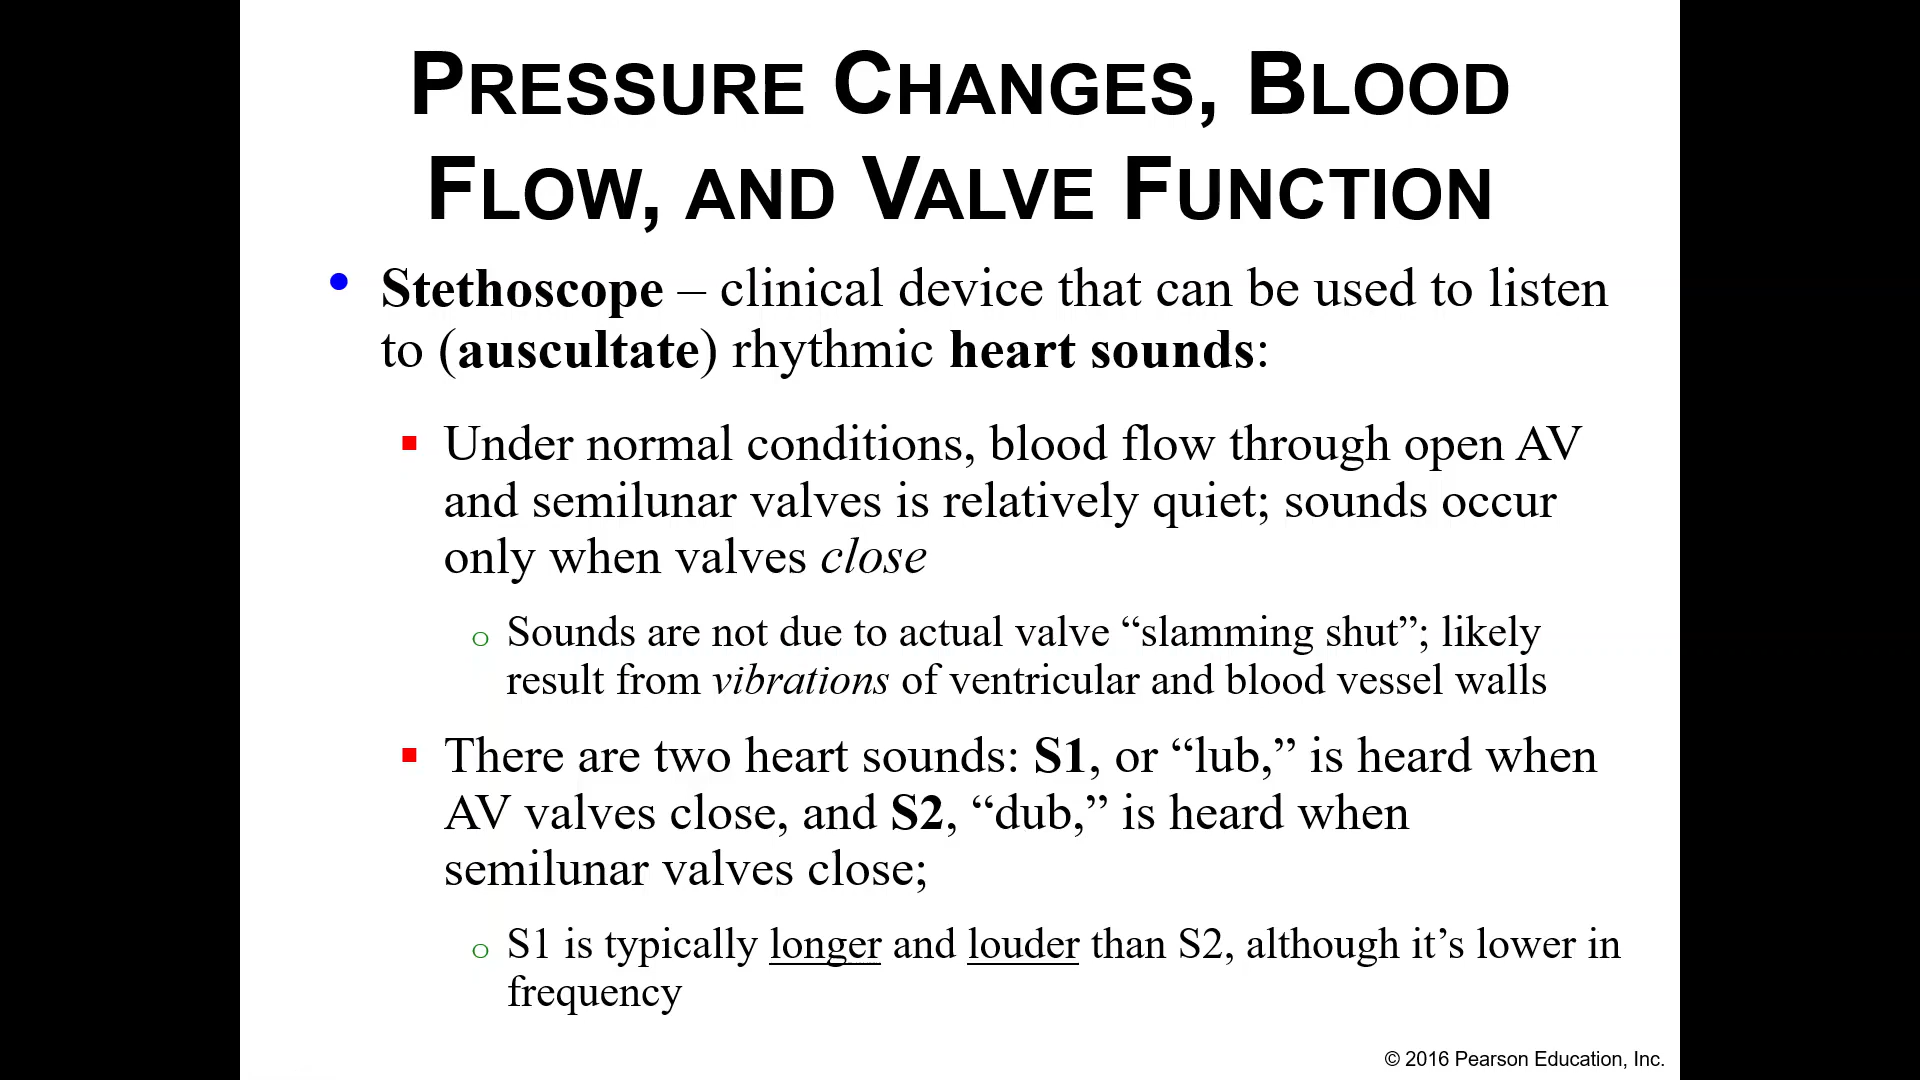 PRESSURE CHANGES, BLOOD
FLOW, AND VALVE FUNCTION
• Stethoscope – clinical device that can be used to listen
to (auscultate) rhythmic heart sounds:
▪ Under normal conditions, blood flow through open AV
and semilunar valves is relatively quiet; sounds occur
only when valves close
o Sounds are not due to actual valve “slamming shut”; likely
result from vibrations of ventricular and blood vessel walls
▪ There are two heart sounds: S1, or “lub,” is heard when
AV valves close, and S2, “dub,” is heard when
semilunar valves close;
o S1 is typically longer and louder than S2, although it’s lower in
frequency
© 2016 Pearson Education, Inc.